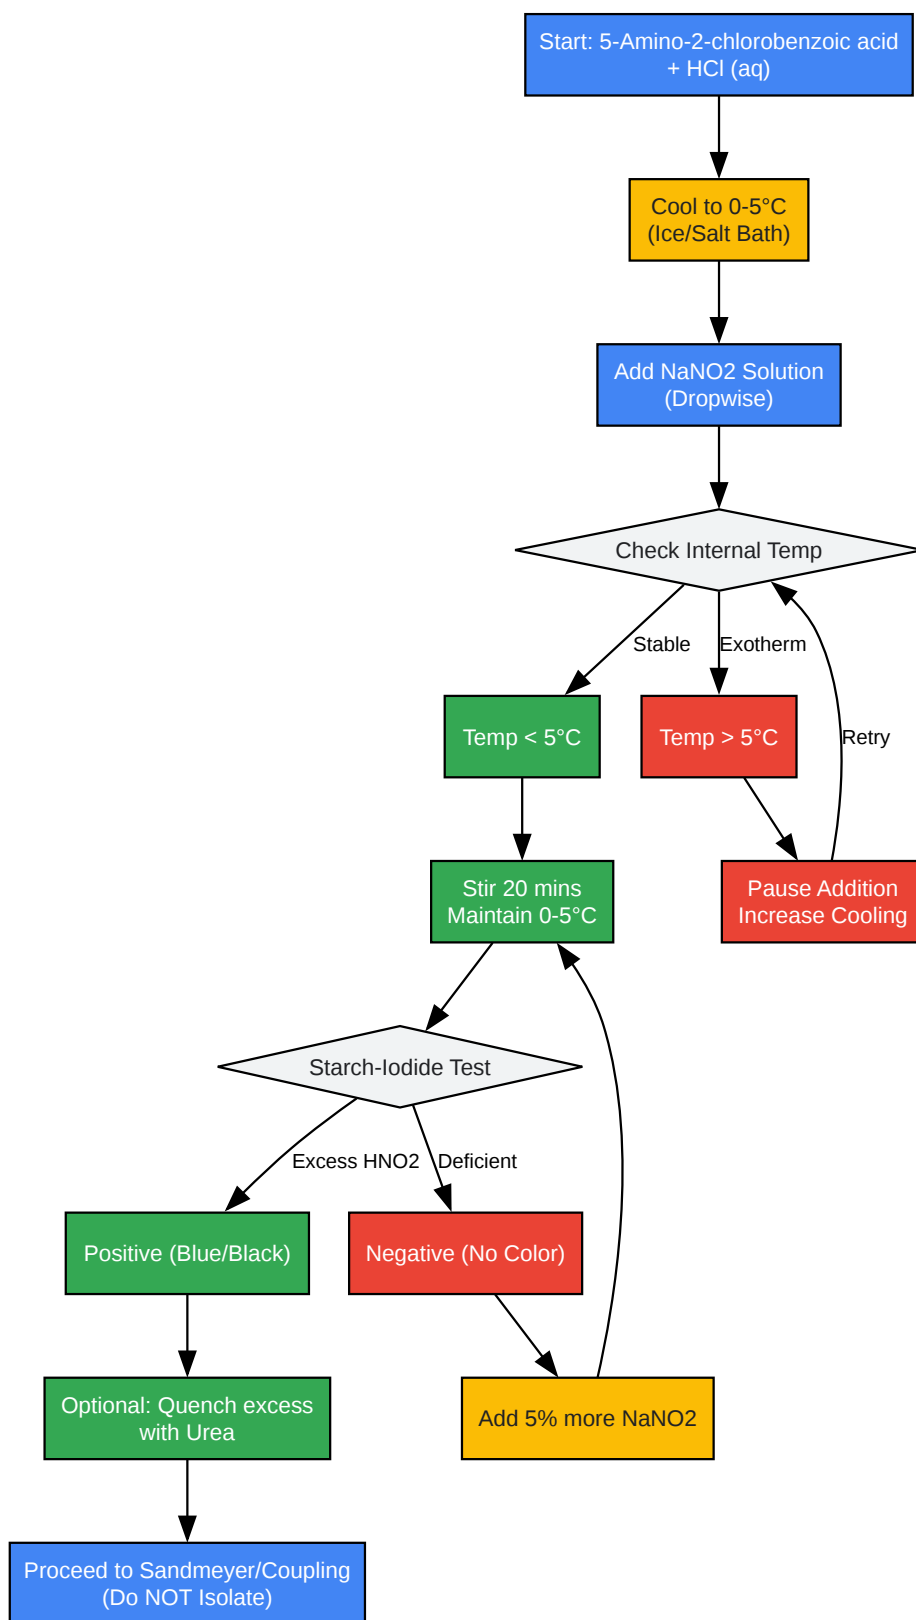 Start: 5-Amino-2-chlorobenzoic acid
+ HCl (aq)
Cool to 0-5°C
(Ice/Salt Bath)
Add NaNO2 Solution
(Dropwise)
Check Internal Temp
Stable
Exotherm
Temp < 5°C
Temp > 5°C
Retry
Stir 20 mins
Maintain 0-5°C
Pause Addition
Increase Cooling
Starch-Iodide Test
Excess HNO2
Deficient
Positive (Blue/Black)
Negative (No Color)
Optional: Quench excess
with Urea
Add 5% more NaNO2
Proceed to Sandmeyer/Coupling
(Do NOT Isolate)